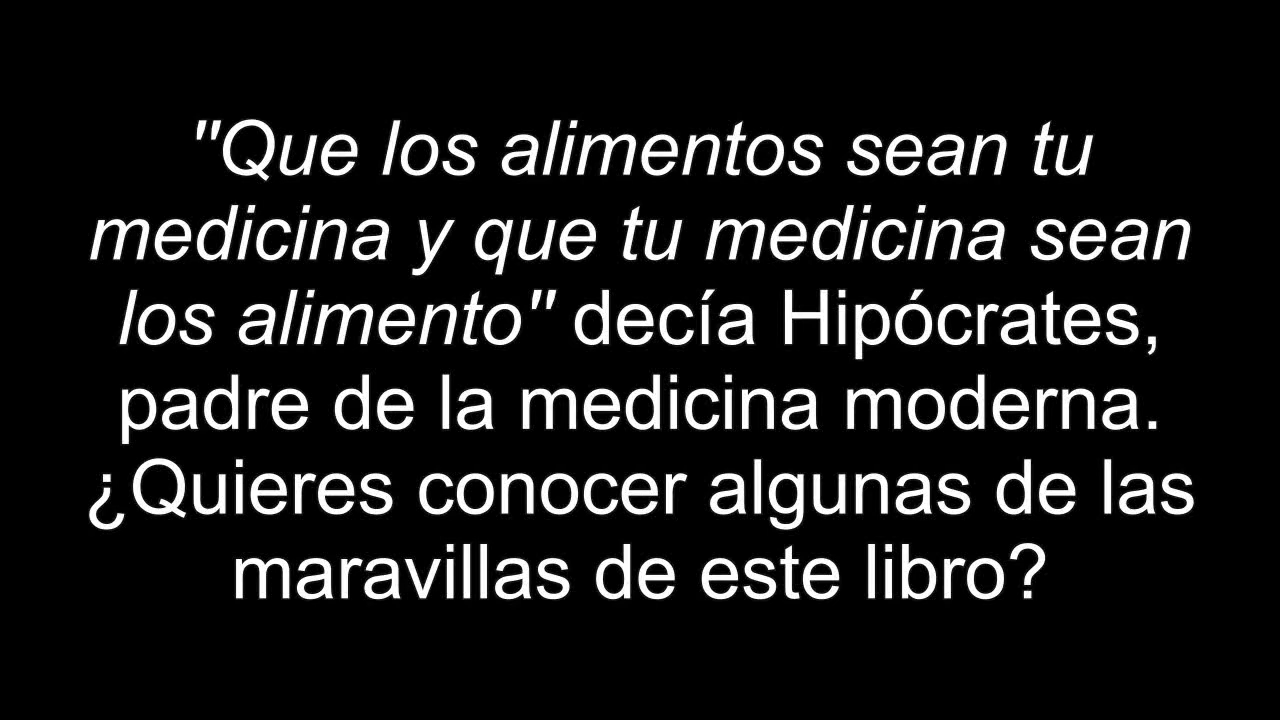 "Que los alimentos sean tu
medicina y que tu medicina sean
los alimento" decía Hipócrates,
padre de la medicina moderna.
¿Quieres conocer algunas de las
maravillas de este libro?